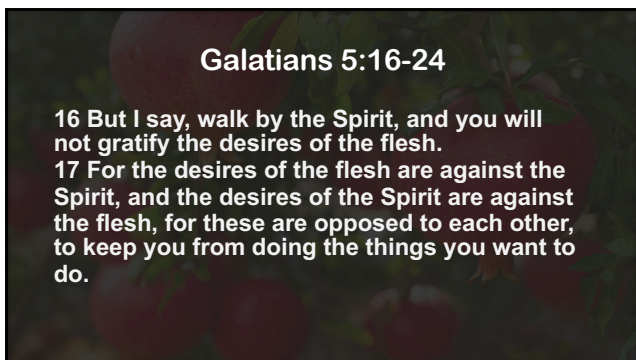 Galatians 5:16-24
16 But I say, walk by the Spirit, and you will
not gratify the desires of the flesh.
17 For the desires of the flesh are against the
Spirit, and the desires of the Spirit are against
the flesh, for these are opposed to each other,
to keep you from doing the things you want to
do.